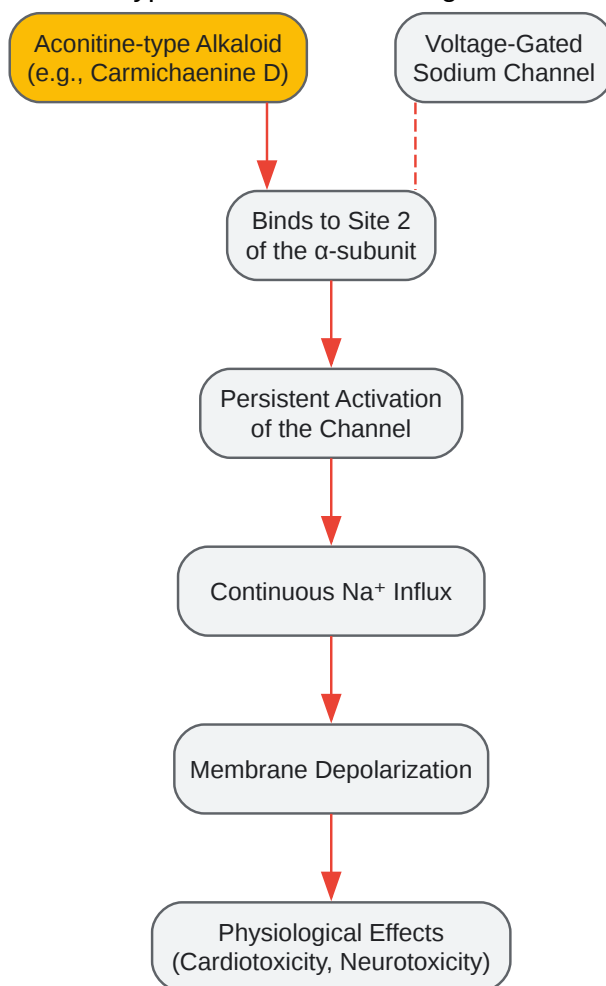 Aconitine-type Alkaloid
(e.g., Carmichaenine D)
Voltage-Gated
Sodium Channel
Binds to Site 2
of the α-subunit
Persistent Activation
of the Channel
Continuous Na⁺ Influx
Membrane Depolarization
Physiological Effects
(Cardiotoxicity, Neurotoxicity)